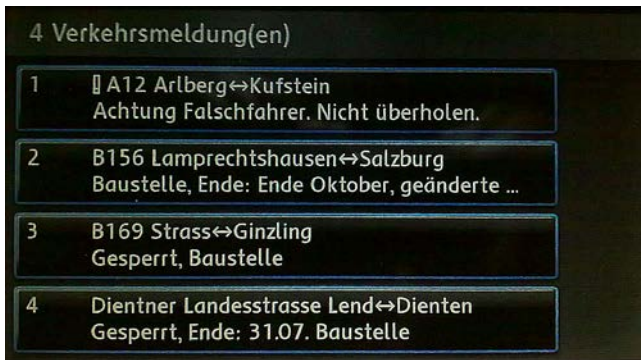 4 Verkehrsmeldung(en)
1 A12 Arlberg↔Kufstein
Achtung Falschfahrer. Nicht überholen.
2 B156 Lamprechtshausen↔Salzburg
Baustelle, Ende: Ende Oktober, geänderte ...
3 B169 Strass↔Ginzling
Gesperrt, Baustelle
4 Dientner Landesstrasse Lend↔Dienten
Gesperrt, Ende: 31.07. Baustelle